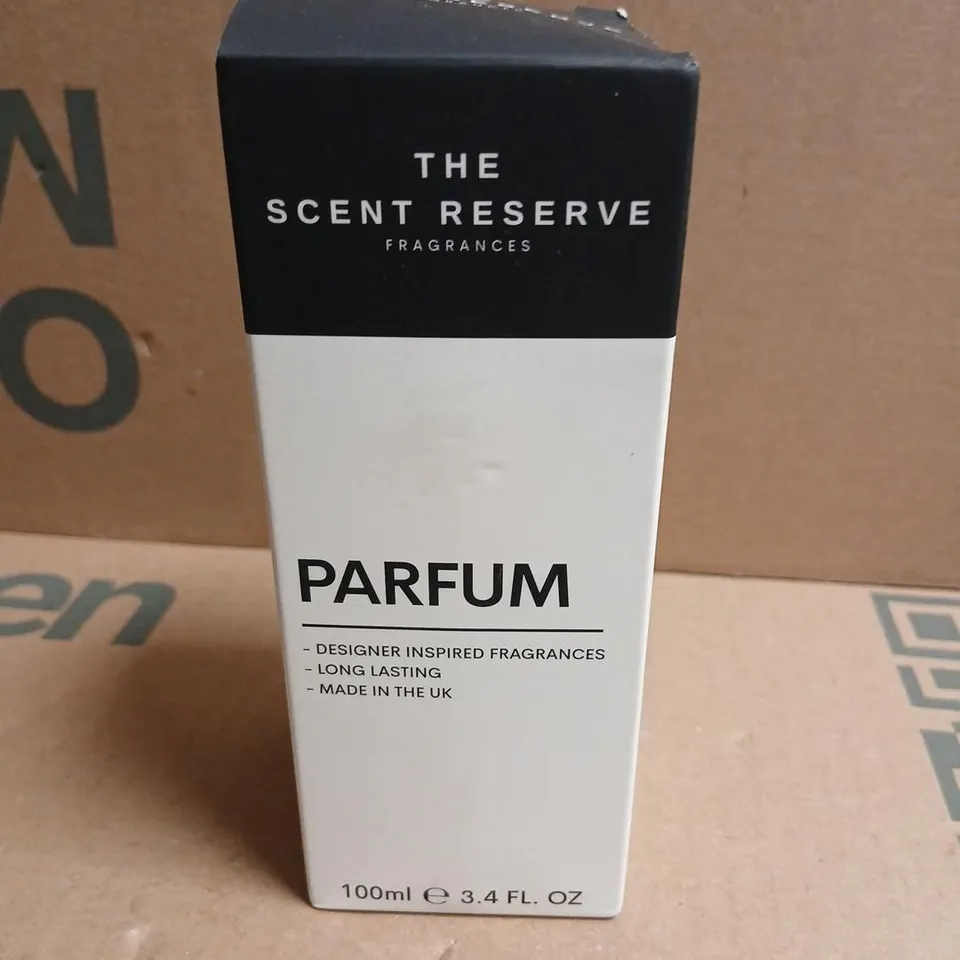 THE
SCENT RESERVE
FRAGRANCES
PARFUM
- DESIGNER INSPIRED FRAGRANCES
- LONG LASTING
- MADE IN THE UK
100ml ℮ 3.4 FL. OZ